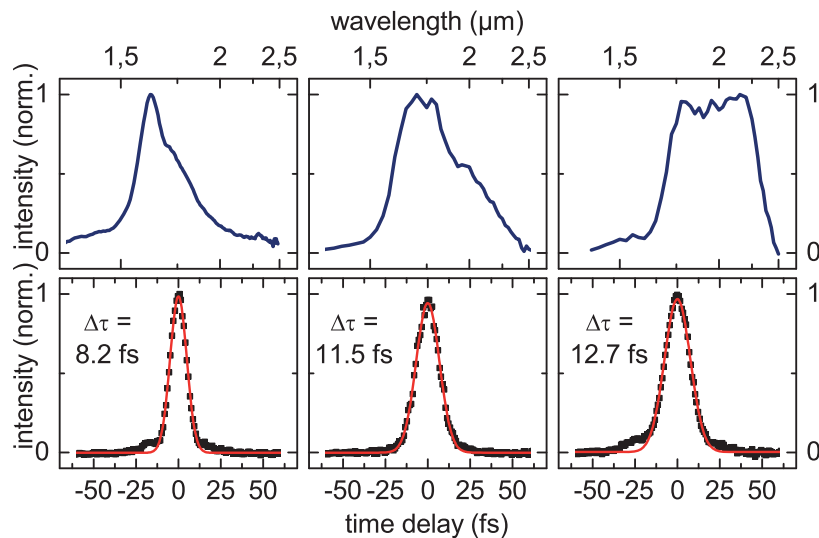 wavelength (µm)
1,5 2 2,5 1,5 2 2,5 1,5 2 2,5
intensity (norm.)
1 1
0 0
intensity (norm.)
1 1
Δτ = Δτ = Δτ =
8.2 fs 11.5 fs 12.7 fs
0 0
-50 -25 0 25 50 -50 -25 0 25 50 -50 -25 0 25 50
time delay (fs)